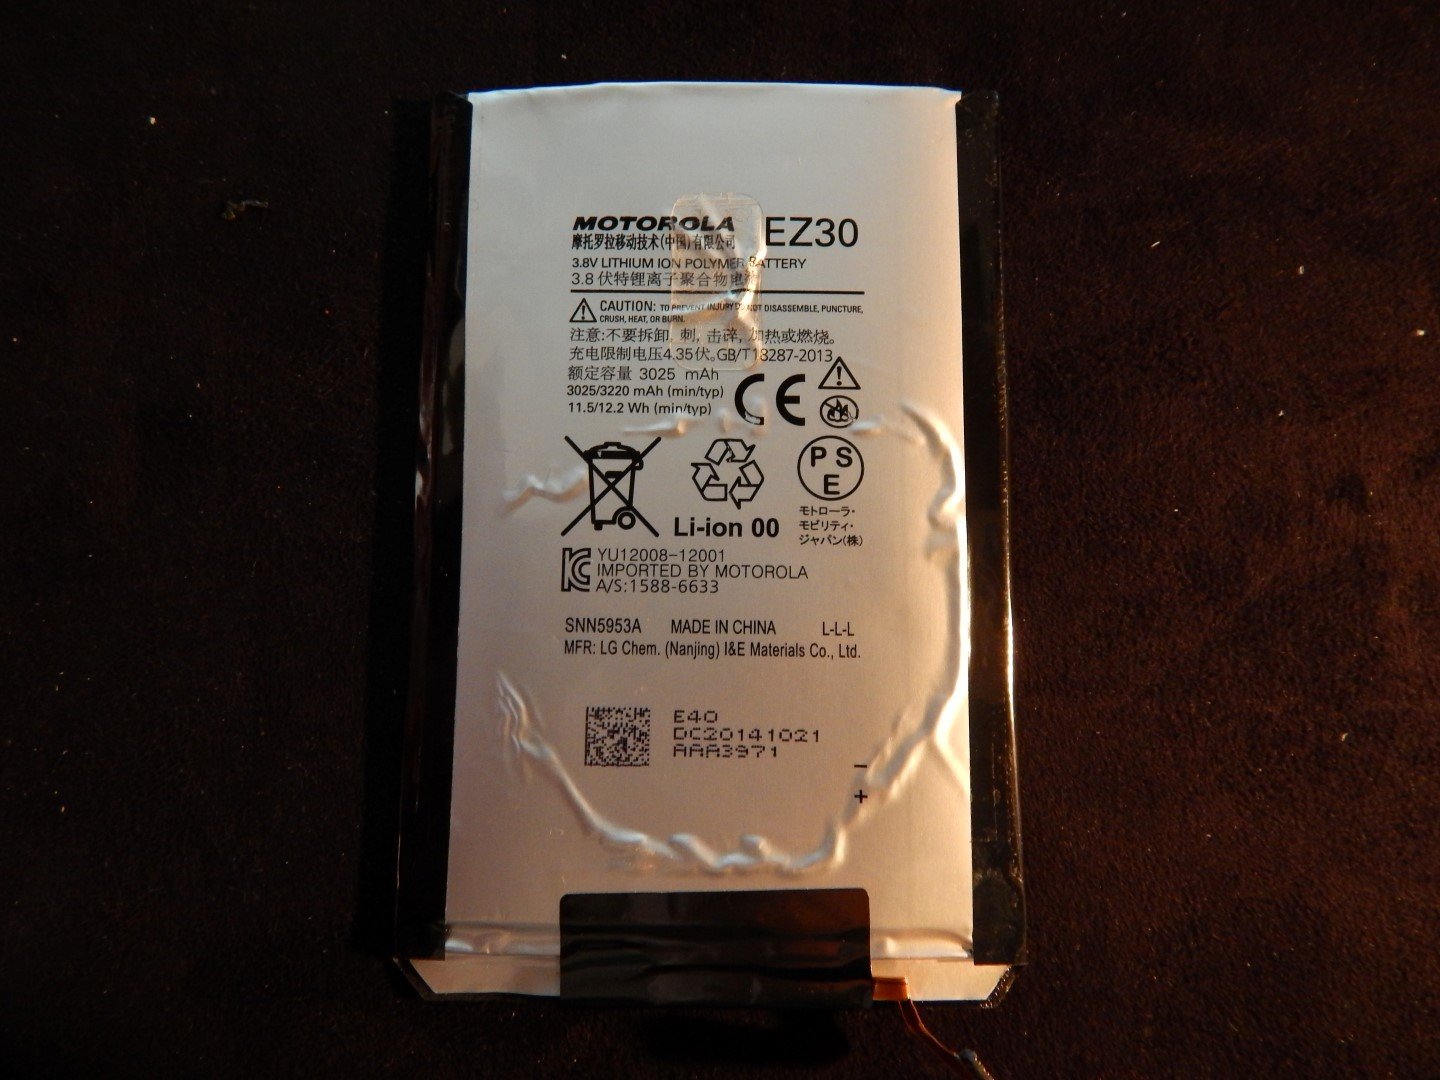 MOTOROLA EZ30
摩托罗拉移动技术(中国)有限公司
3.8V LITHIUM ION POLYMER BATTERY
3.8 伏特锂离子聚合物电池
CAUTION: TO PREVENT INJURY DO NOT DISASSEMBLE, PUNCTURE,
CRUSH, HEAT, OR BURN.
注意:不要拆卸, 刺, 击碎, 加热或燃烧。
充电限制电压4.35伏。GB/T18287-2013
额定容量 3025 mAh
3025/3220 mAh (min/typ)
11.5/12.2 Wh (min/typ)
CE
PS
E
Li-ion 00
モトローラ・
モビリティ・
ジャパン(株)
YU12008-12001
IMPORTED BY MOTOROLA
A/S:1588-6633
SNN5953A MADE IN CHINA L-L-L
MFR: LG Chem. (Nanjing) I&E Materials Co., Ltd.
E40
DC20141021
AAA3971
−
+